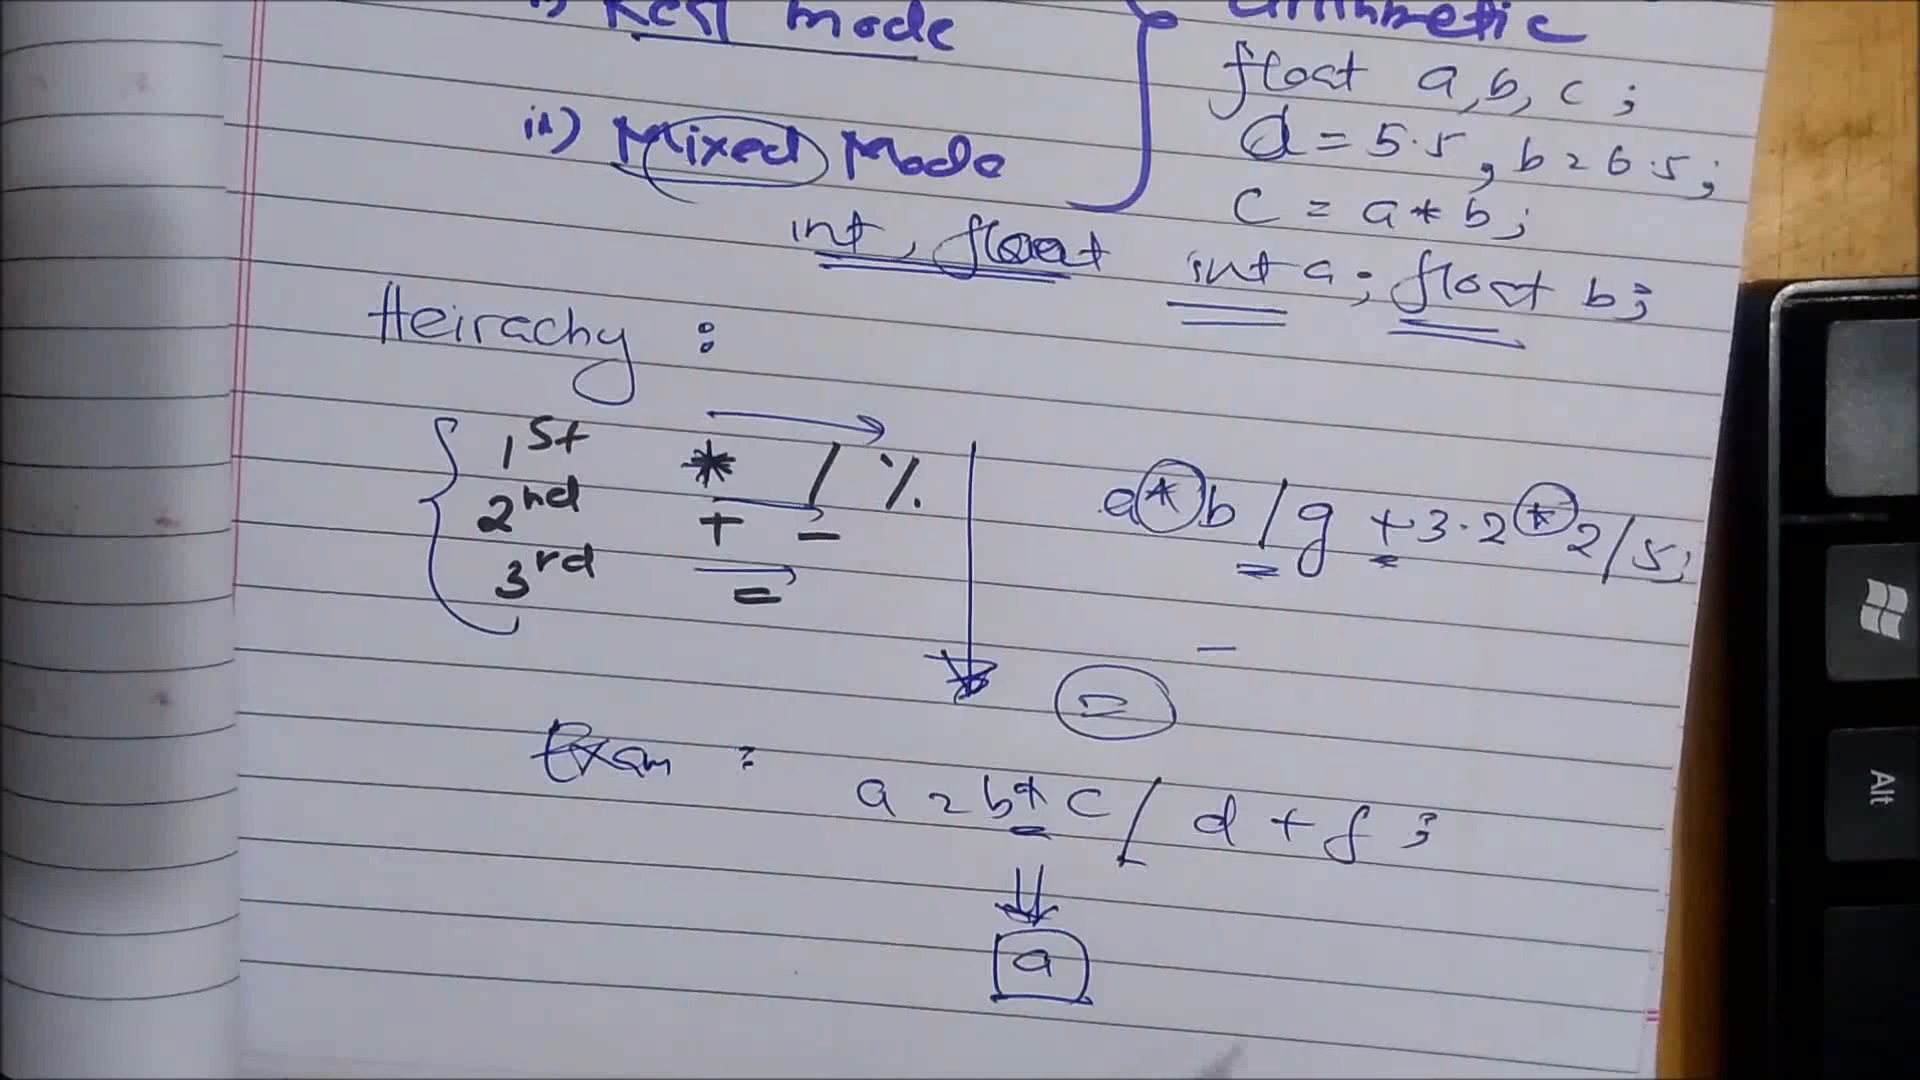 Real mode
arithmetic
float a, b, c ;
ii) Mixed Mode
d = 5.5 , b = 6.5 ;
c = a * b ;
int , float
int a ; float b ;
Heirachy :
1st * / %
2nd + -
3rd =
a * b / g + 3.2 * 2 / 5 ;
-
=
Exam :
a = b * c / d + f ;
a
Alt